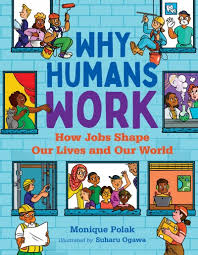 WHY
HUMANS
WORK
How Jobs Shape
Our Lives and Our World
Monique Polak
illustrated by Suharu Ogawa